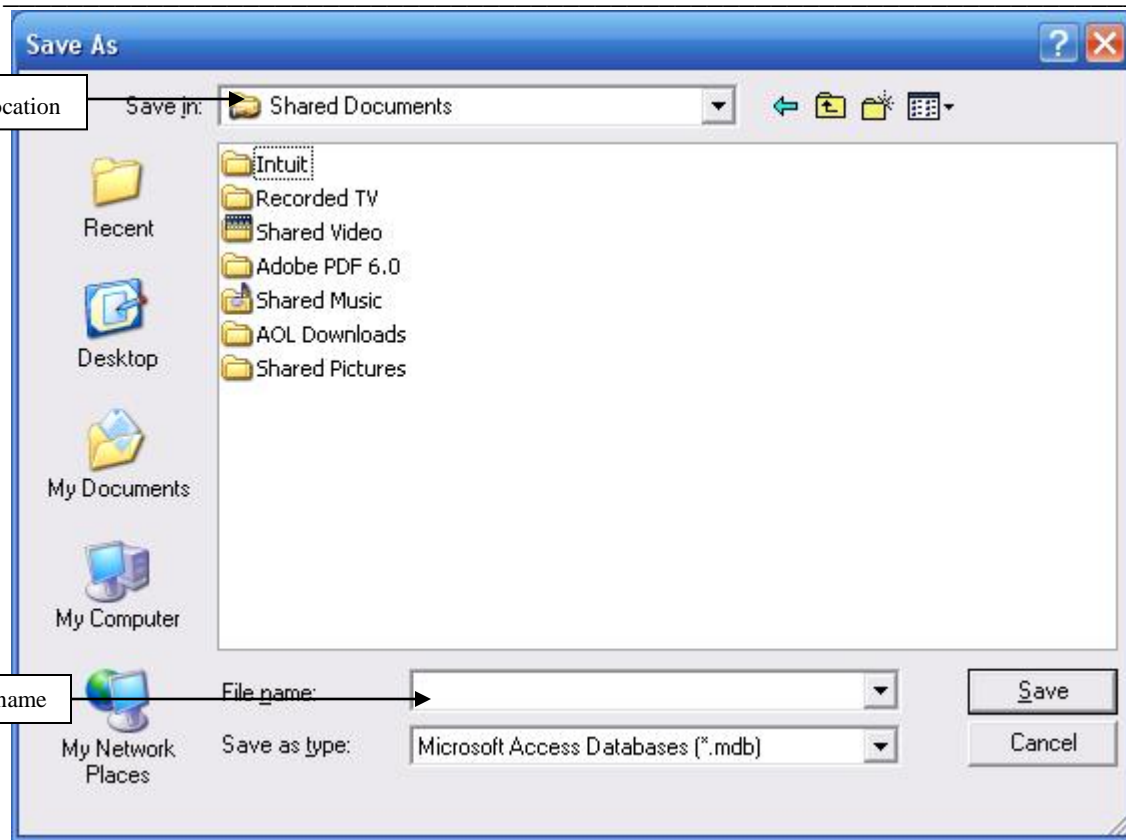 Save As
ocation
Save in:
Shared Documents
Intuit
Recorded TV
Shared Video
Adobe PDF 6.0
Shared Music
AOL Downloads
Shared Pictures
Recent
Desktop
My Documents
My Computer
My Network
Places
name
File name:
Save
Save as type:
Microsoft Access Databases (*.mdb)
Cancel